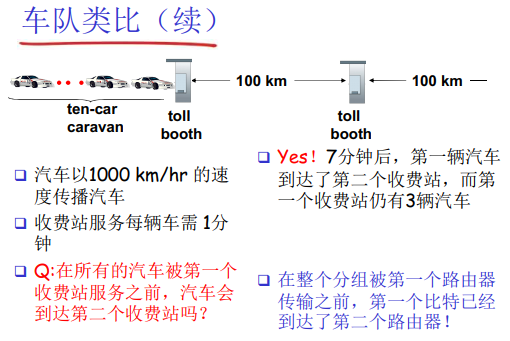 车队类比（续）
100 km
100 km
ten-car
caravan
toll
booth
toll
booth
汽车以1000 km/hr 的速
度传播汽车
收费站服务每辆车需 1分
钟
Q:在所有的汽车被第一个
收费站服务之前，汽车会
到达第二个收费站吗？
Yes！7分钟后，第一辆汽车
到达了第二个收费站，而第
一个收费站仍有3辆汽车
在整个分组被第一个路由器
传输之前，第一个比特已经
到达了第二个路由器！